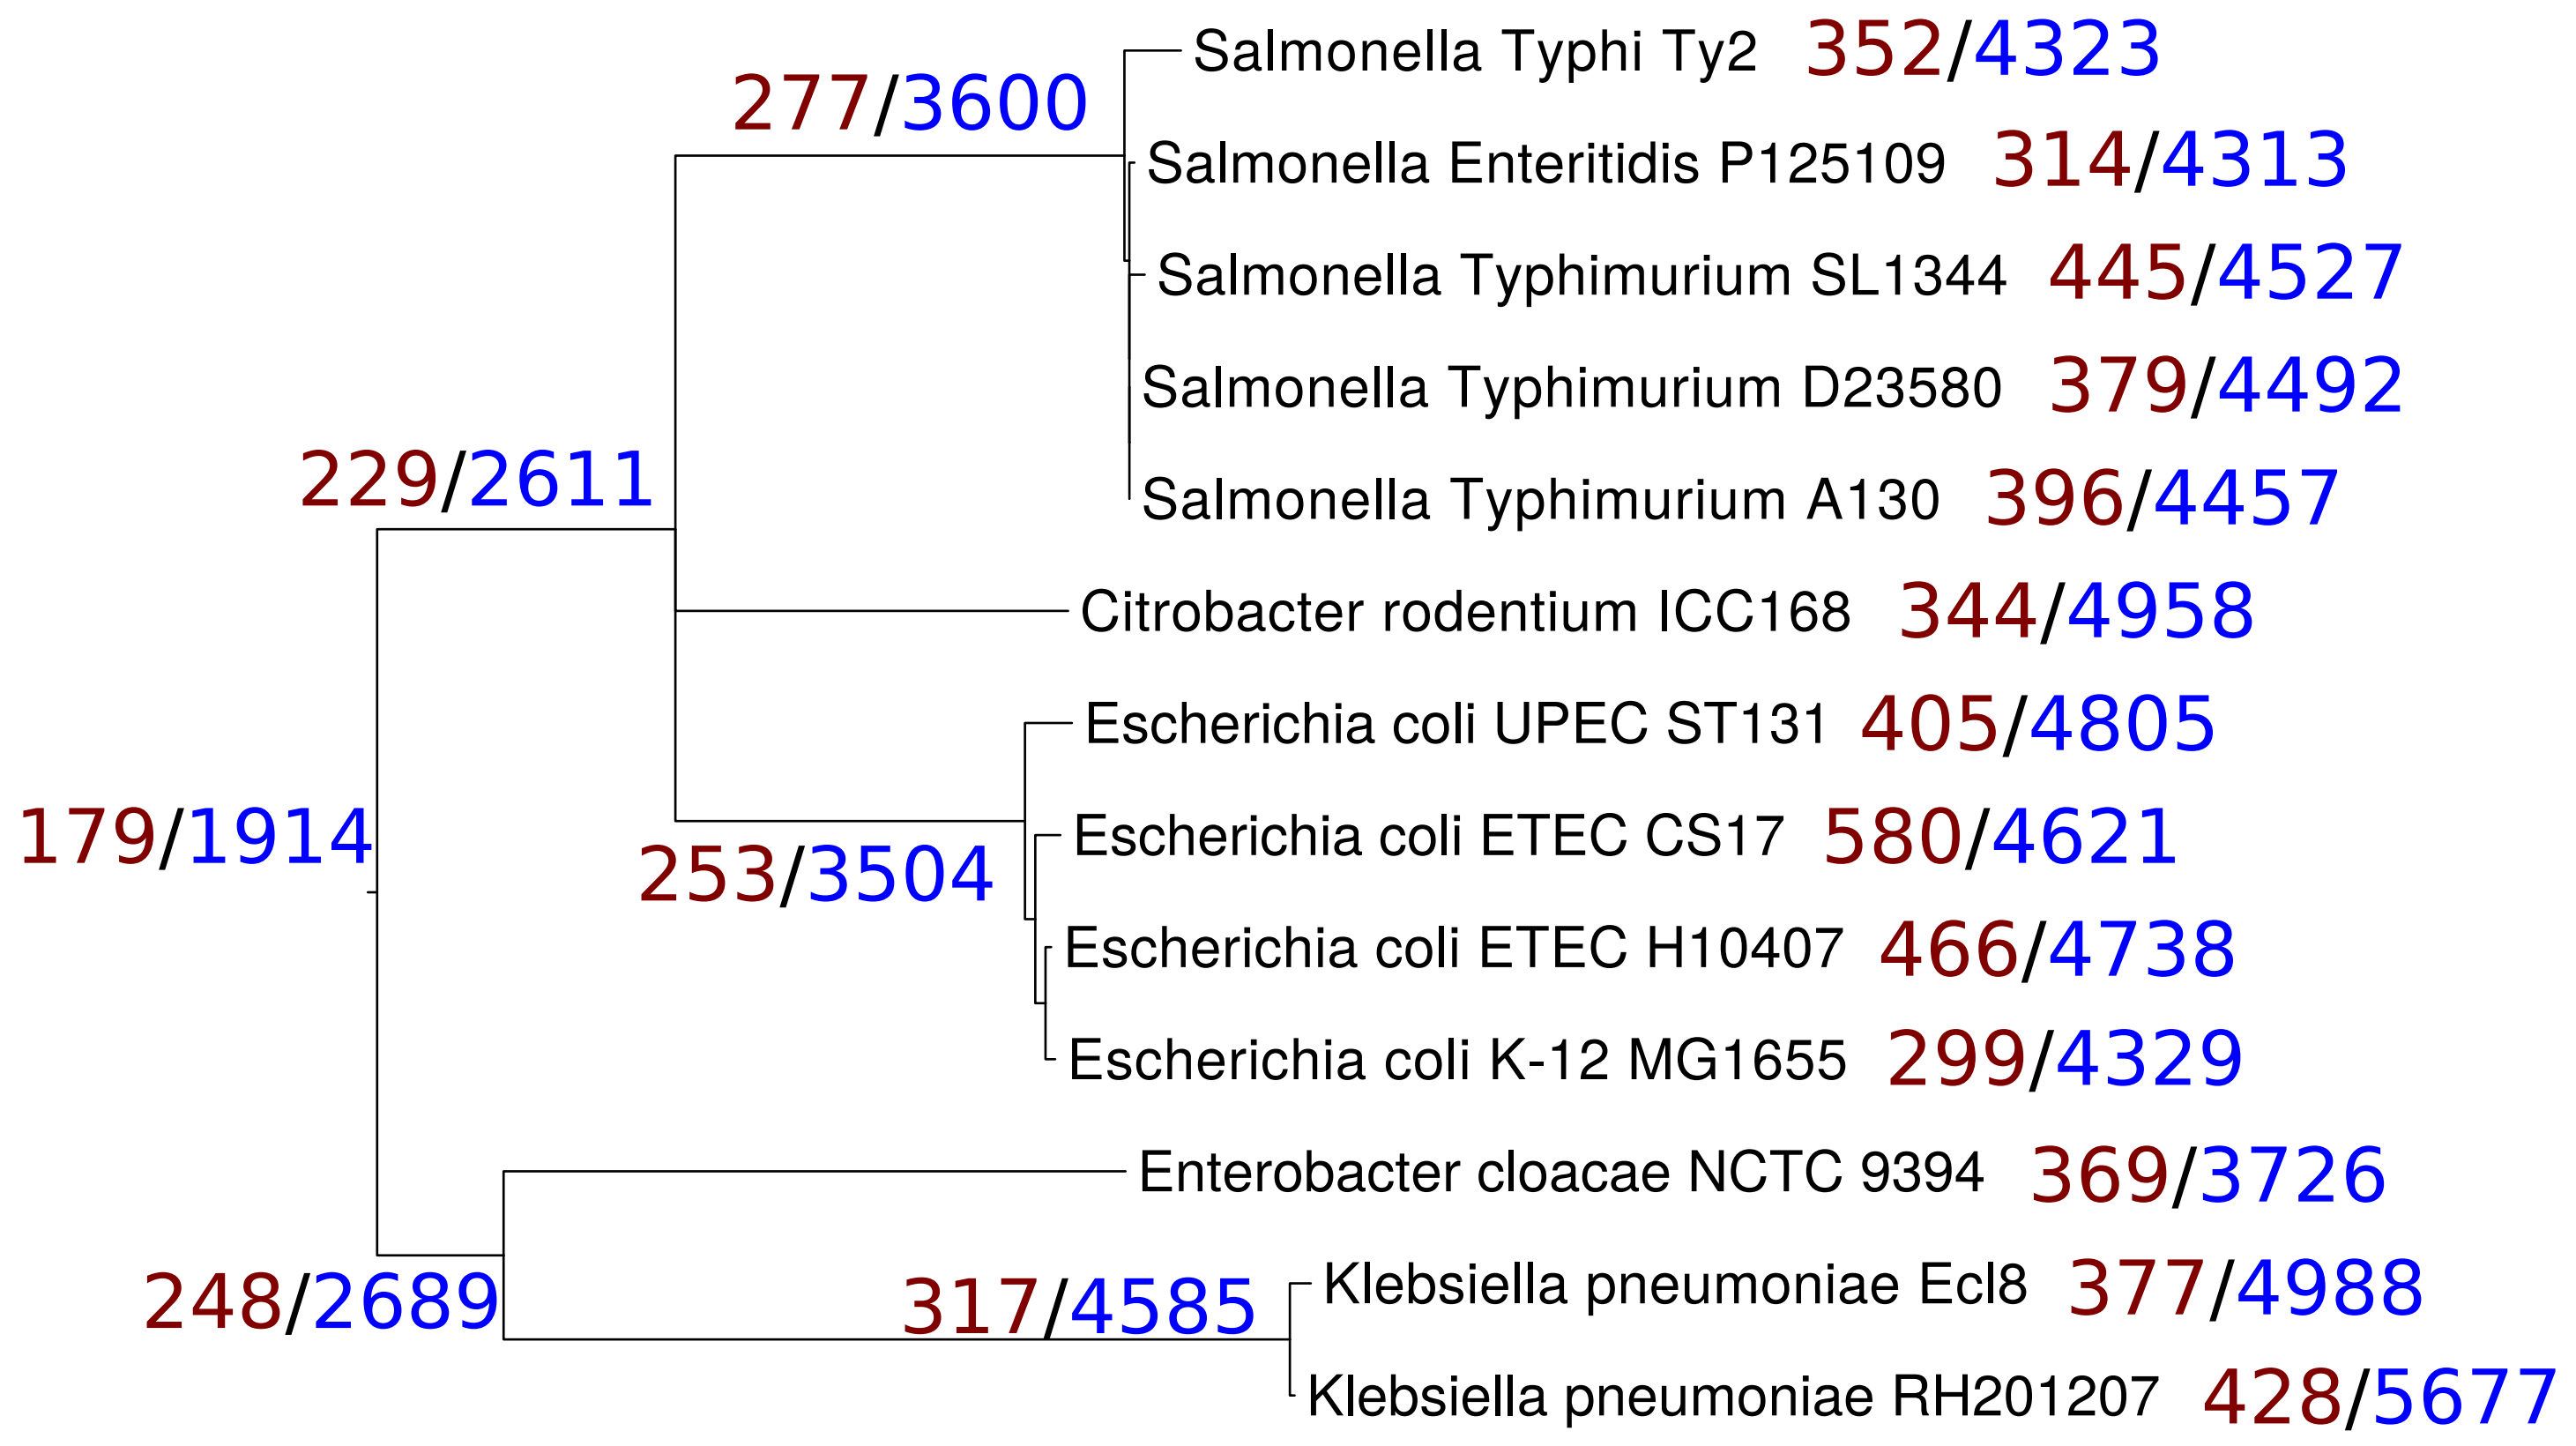 Salmonella Typhi Ty2 352/4323
277/3600
Salmonella Enteritidis P125109 314/4313
Salmonella Typhimurium SL1344 445/4527
Salmonella Typhimurium D23580 379/4492
229/2611
Salmonella Typhimurium A130 396/4457
Citrobacter rodentium ICC168 344/4958
Escherichia coli UPEC ST131 405/4805
179/1914
Escherichia coli ETEC CS17 580/4621
253/3504
Escherichia coli ETEC H10407 466/4738
Escherichia coli K-12 MG1655 299/4329
Enterobacter cloacae NCTC 9394 369/3726
248/2689
317/4585
Klebsiella pneumoniae Ecl8 377/4988
Klebsiella pneumoniae RH201207 428/5677